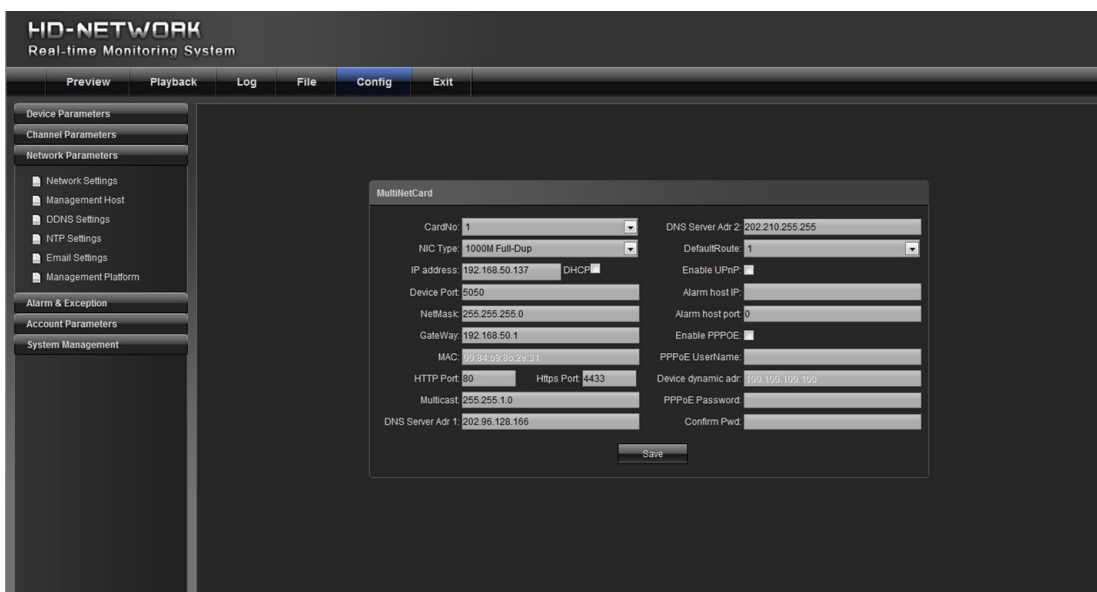 HD-NETWORK
Real-time Monitoring System
Preview Playback Log File Config Exit
Device Parameters
Channel Parameters
Network Parameters
Network Settings
Management Host
DDNS Settings
NTP Settings
Email Settings
Management Platform
Alarm & Exception
Account Parameters
System Management
MultiNetCard
CardNo: 1
NIC Type: 1000M Full-Dup
IP address: 192.168.50.137 DHCP
Device Port: 5050
NetMask: 255.255.255.0
GateWay: 192.168.50.1
MAC:
HTTP Port: 80 Https Port: 4433
Multicast: 255.255.1.0
DNS Server Adr 1: 202.96.128.166
DNS Server Adr 2: 202.210.255.255
DefaultRoute: 1
Enable UPnP:
Alarm host IP:
Alarm host port: 0
Enable PPPOE:
PPPoE UserName:
Device dynamic adr: 100.100.100.100
PPPoE Password:
Confirm Pwd:
Save